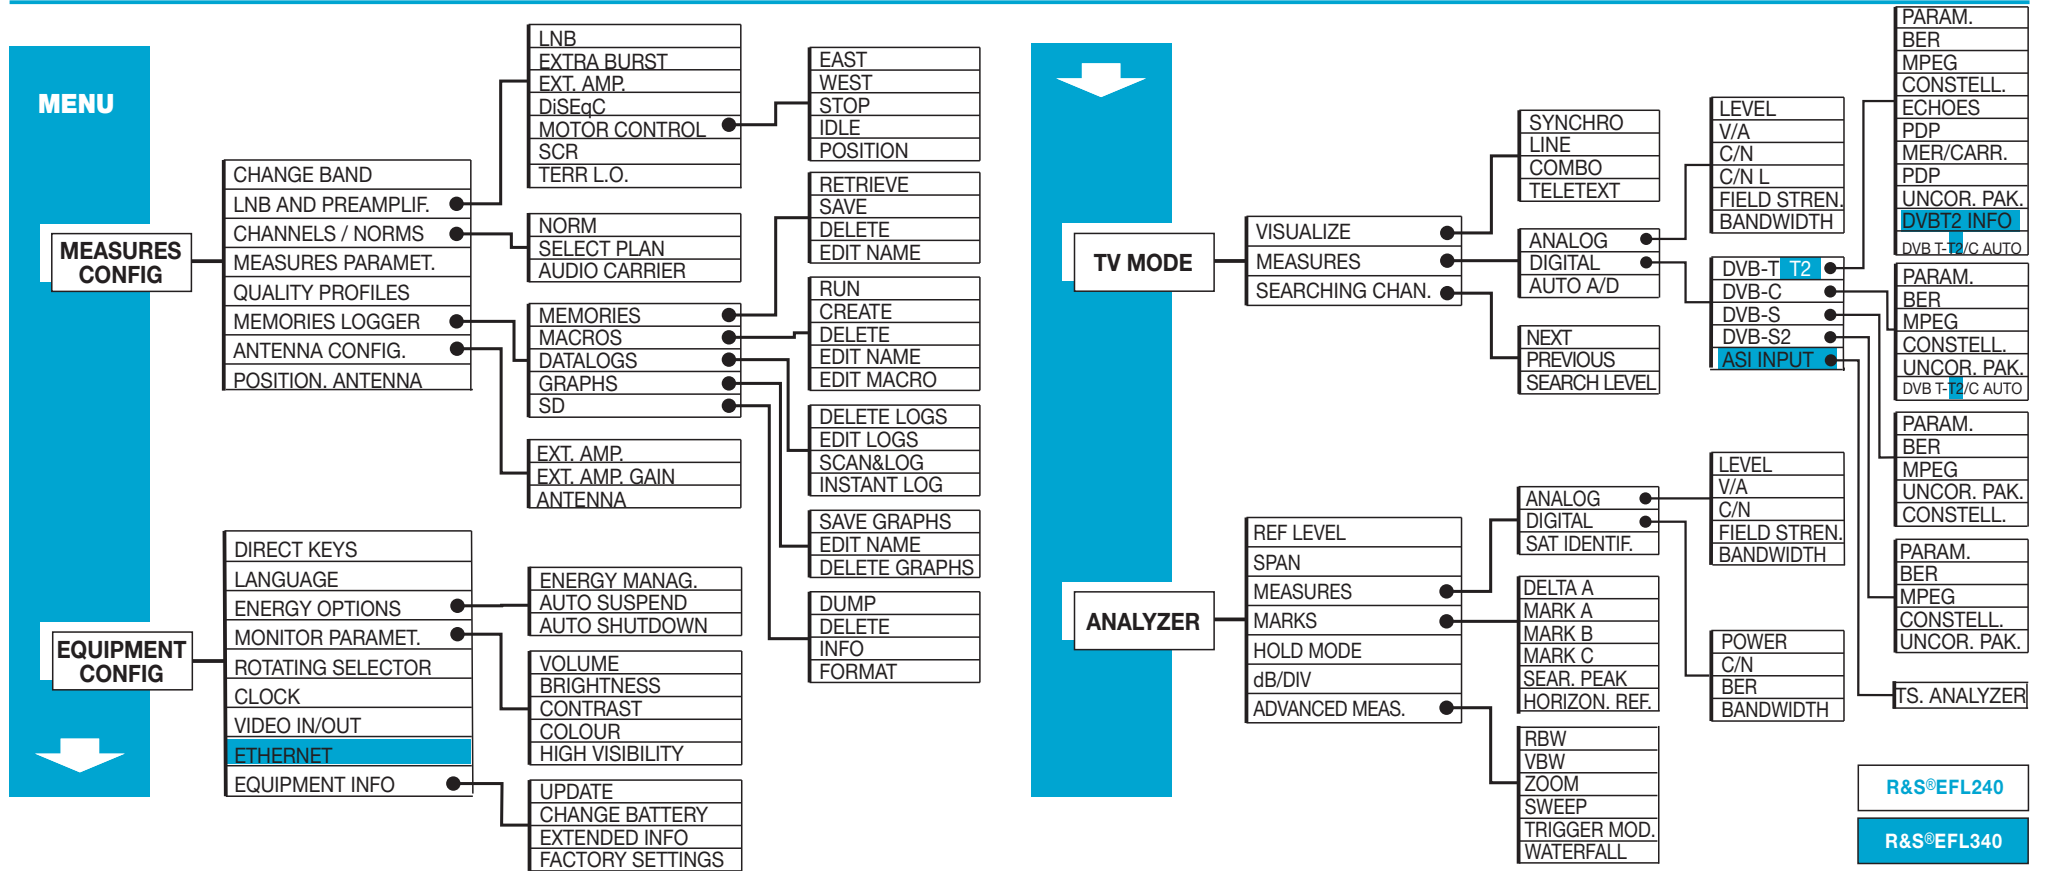 MENU
MEASURES
CONFIG
CHANGE BAND
LNB AND PREAMPLIF.
CHANNELS / NORMS
MEASURES PARAMET.
QUALITY PROFILES
MEMORIES LOGGER
ANTENNA CONFIG.
POSITION. ANTENNA
LNB
EXTRA BURST
EXT. AMP.
DiSEqC
MOTOR CONTROL
SCR
TERR L.O.
EAST
WEST
STOP
IDLE
POSITION
NORM
SELECT PLAN
AUDIO CARRIER
MEMORIES
MACROS
DATALOGS
GRAPHS
SD
RETRIEVE
SAVE
DELETE
EDIT NAME
RUN
CREATE
DELETE
EDIT NAME
EDIT MACRO
DELETE LOGS
EDIT LOGS
SCAN&LOG
INSTANT LOG
SAVE GRAPHS
EDIT NAME
DELETE GRAPHS
DUMP
DELETE
INFO
FORMAT
EXT. AMP.
EXT. AMP. GAIN
ANTENNA
EQUIPMENT
CONFIG
DIRECT KEYS
LANGUAGE
ENERGY OPTIONS
MONITOR PARAMET.
ROTATING SELECTOR
CLOCK
VIDEO IN/OUT
ETHERNET
EQUIPMENT INFO
ENERGY MANAG.
AUTO SUSPEND
AUTO SHUTDOWN
VOLUME
BRIGHTNESS
CONTRAST
COLOUR
HIGH VISIBILITY
UPDATE
CHANGE BATTERY
EXTENDED INFO
FACTORY SETTINGS
TV MODE
VISUALIZE
MEASURES
SEARCHING CHAN.
SYNCHRO
LINE
COMBO
TELETEXT
ANALOG
DIGITAL
AUTO A/D
NEXT
PREVIOUS
SEARCH LEVEL
LEVEL
V/A
C/N
C/N L
FIELD STREN.
BANDWIDTH
DVB-T T2
DVB-C
DVB-S
DVB-S2
ASI INPUT
PARAM.
BER
MPEG
CONSTELL.
ECHOES
PDP
MER/CARR.
PDP
UNCOR. PAK.
DVBT2 INFO
DVB T-T2/C AUTO
PARAM.
BER
MPEG
CONSTELL.
UNCOR. PAK.
DVB T-T2/C AUTO
PARAM.
BER
MPEG
UNCOR. PAK.
CONSTELL.
PARAM.
BER
MPEG
CONSTELL.
UNCOR. PAK.
TS. ANALYZER
ANALYZER
REF LEVEL
SPAN
MEASURES
MARKS
HOLD MODE
dB/DIV
ADVANCED MEAS.
ANALOG
DIGITAL
SAT IDENTIF.
LEVEL
V/A
C/N
FIELD STREN.
BANDWIDTH
POWER
C/N
BER
BANDWIDTH
DELTA A
MARK A
MARK B
MARK C
SEAR. PEAK
HORIZON. REF.
RBW
VBW
ZOOM
SWEEP
TRIGGER MOD.
WATERFALL
R&S®EFL240
R&S®EFL340